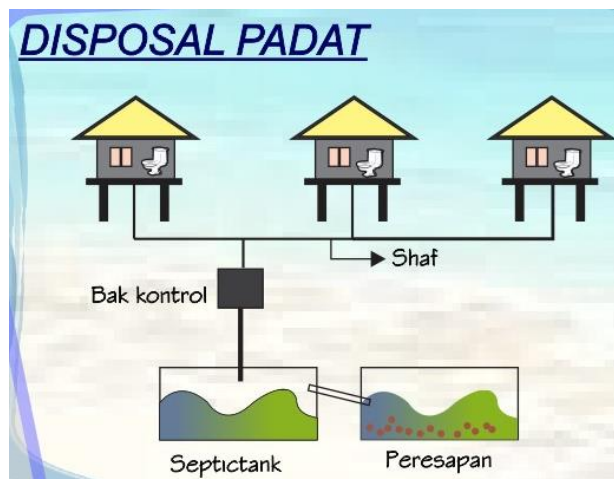 DISPOSAL PADAT
Shaf
Bak kontrol
Septictank
Peresapan